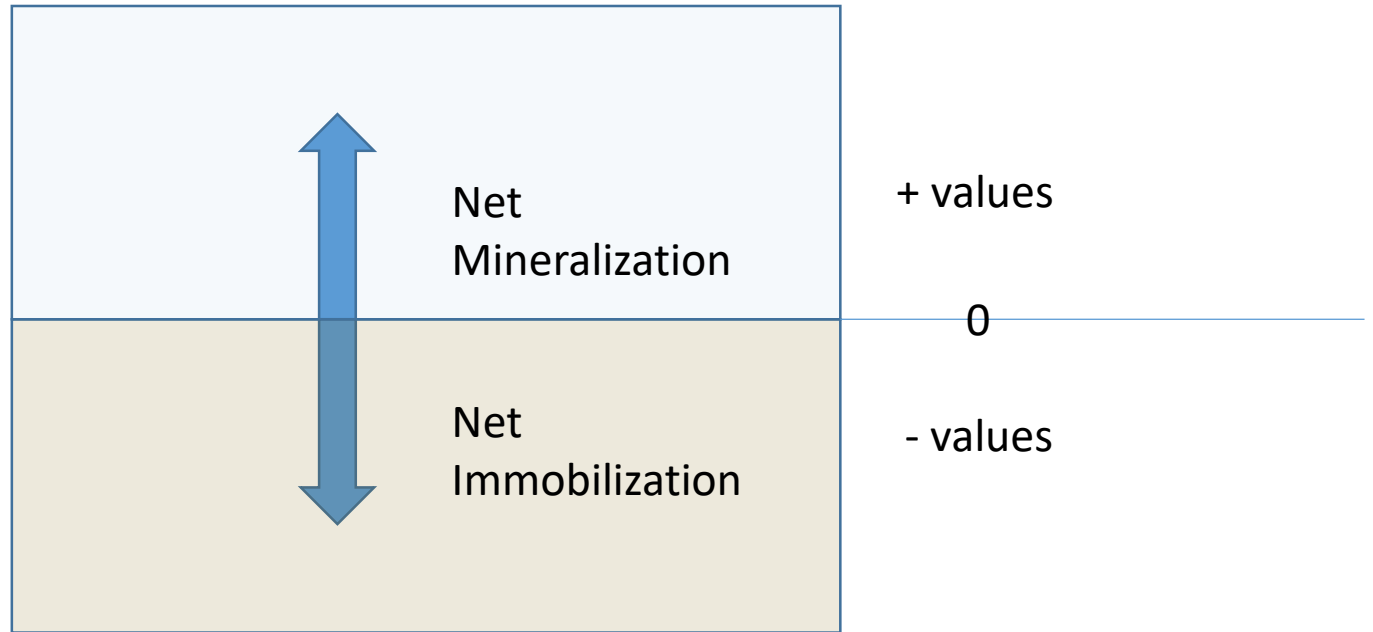 Net
Mineralization
+ values
0
Net
Immobilization
- values